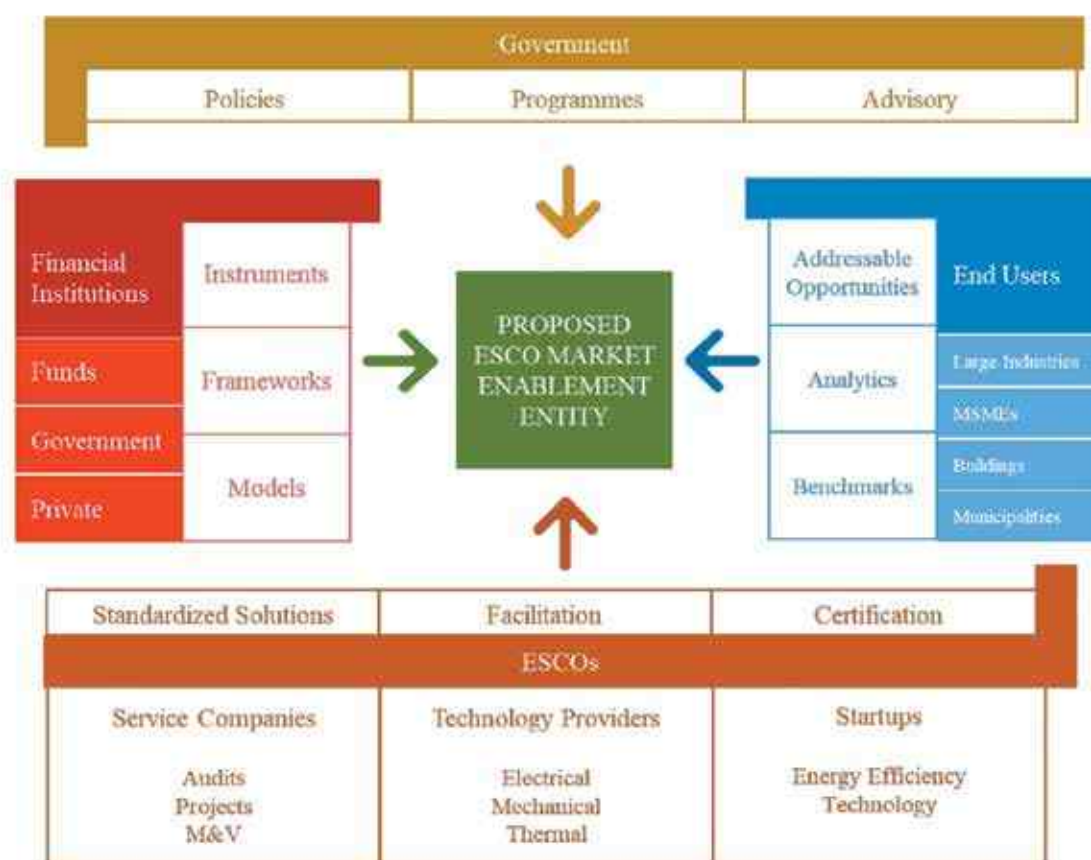 Government
Policies
Programmes
Advisory
Financial
Institutions
Funds
Government
Private
Instruments
Frameworks
Models
PROPOSED
ESCO MARKET
ENABLEMENT
ENTITY
Addressable
Opportunities
Analytics
Benchmarks
End Users
Large Industries
MSMEs
Buildings
Municipalities
Standardized Solutions
Facilitation
Certification
ESCOs
Service Companies
Audits
Projects
M&V
Technology Providers
Electrical
Mechanical
Thermal
Startups
Energy Efficiency
Technology